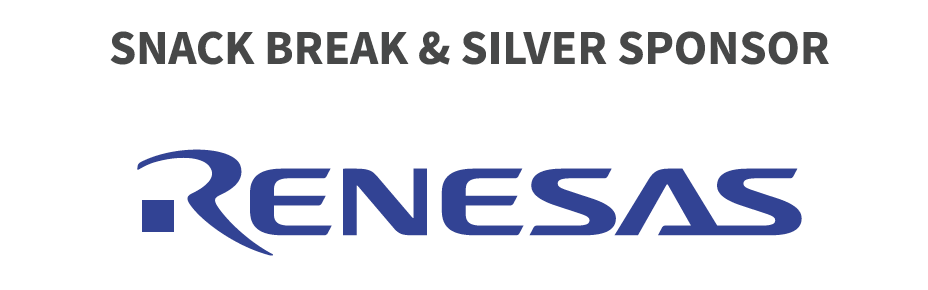 SNACK BREAK & SILVER SPONSOR
RENESAS